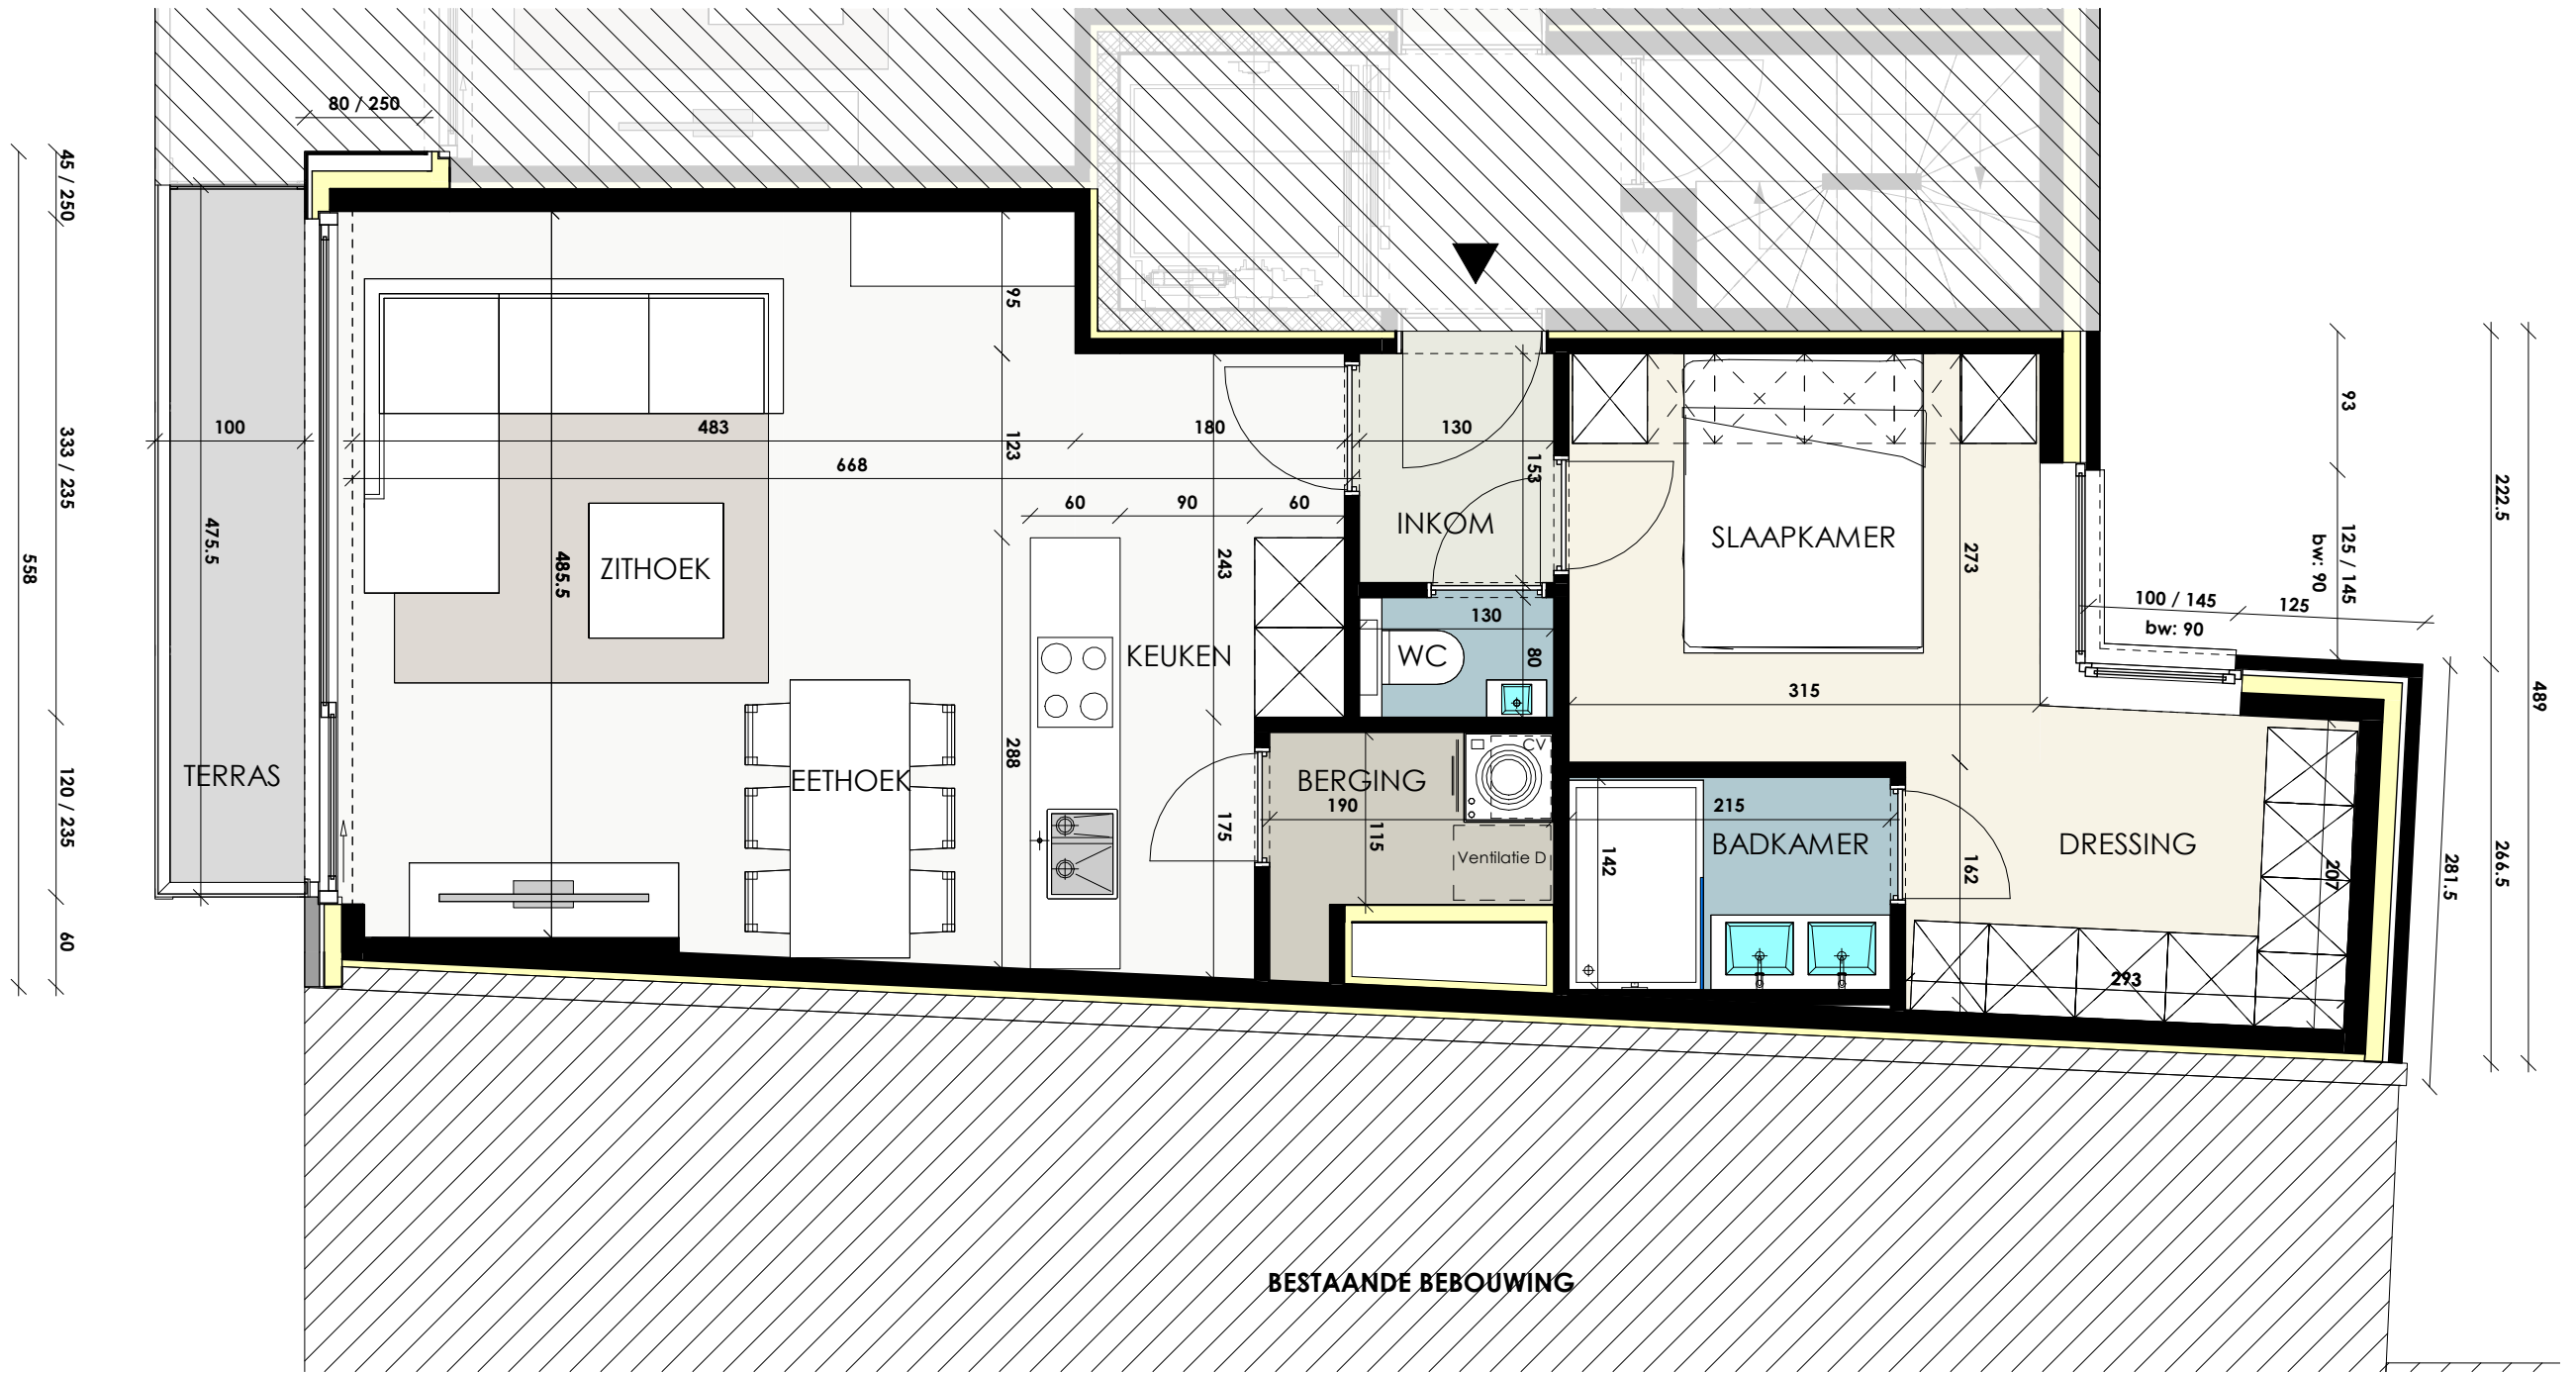 80 / 250
45 / 250
333 / 235
120 / 235
60
558
100
475.5
TERRAS
483
668
485.5
ZITHOEK
EETHOEK
95
123
288
180
60
90
60
243
175
KEUKEN
130
153
INKOM
130
WC
80
BERGING
CV
190
115
Ventilatie D
SLAAPKAMER
273
315
215
BADKAMER
142
162
DRESSING
207
293
93
125 / 145
bw: 90
100 / 145
125
bw: 90
222.5
489
266.5
281.5
BESTAANDE BEBOUWING